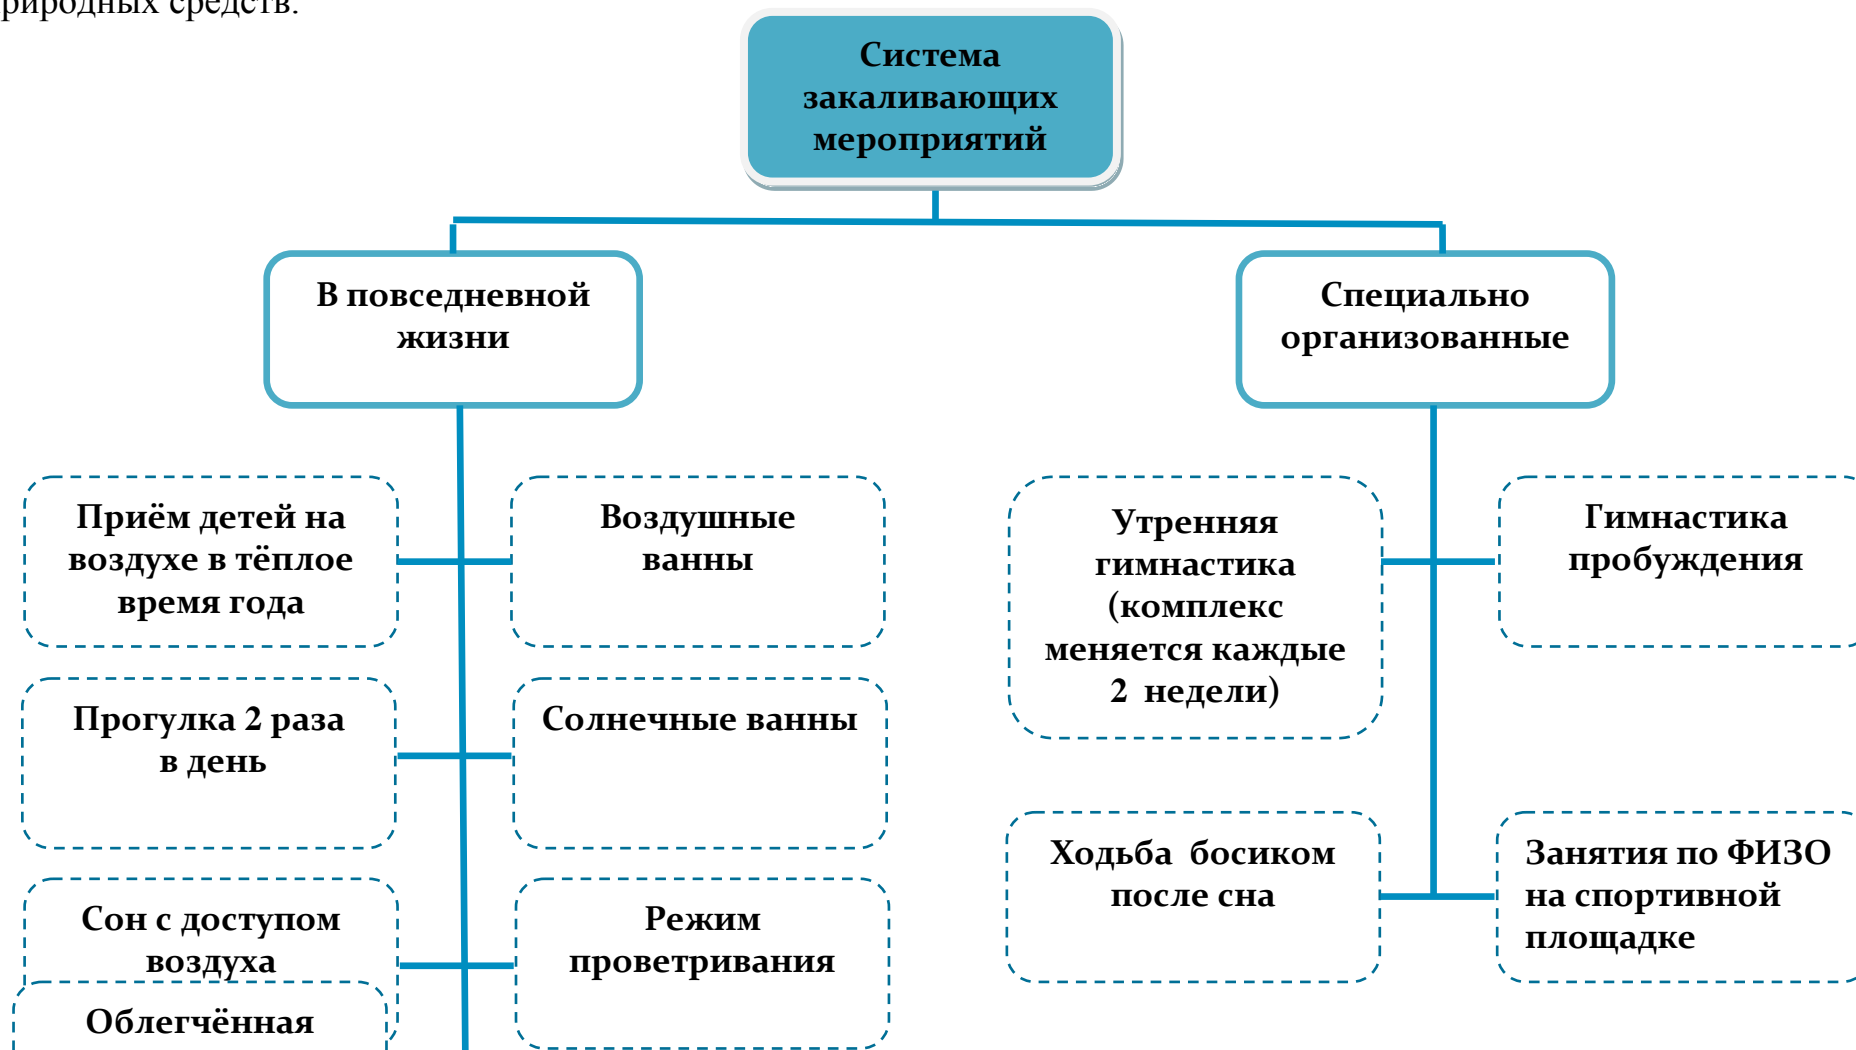 природных средств.
Система
закаливающих
мероприятий
В повседневной
жизни
Специально
организованные
Приём детей на
воздухе в тёплое
время года
Воздушные
ванны
Утренняя
гимнастика
(комплекс
меняется каждые
2 недели)
Гимнастика
пробуждения
Прогулка 2 раза
в день
Солнечные ванны
Ходьба босиком
после сна
Занятия по ФИЗО
на спортивной
площадке
Сон с доступом
воздуха
Режим
проветривания
Облегчённая